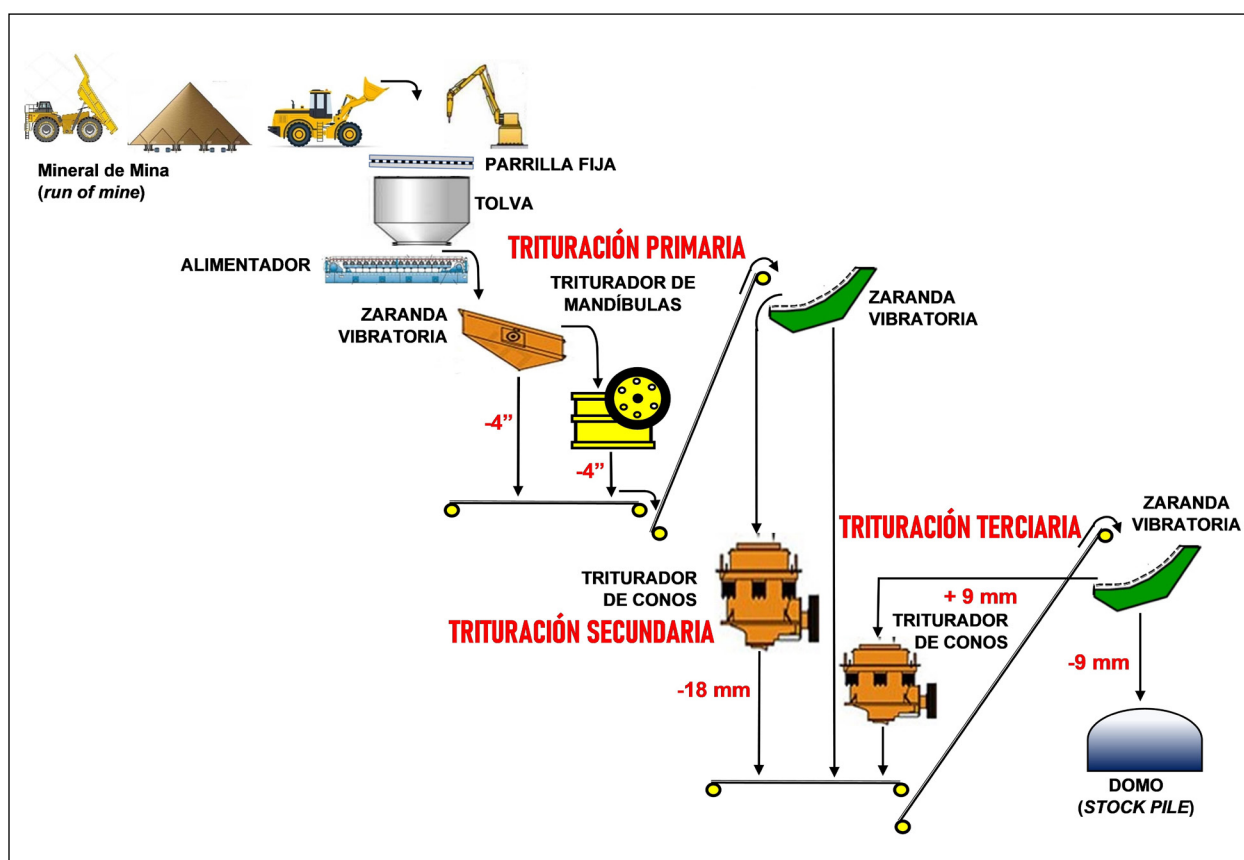 Mineral de Mina
(run of mine)
PARRILLA FIJA
TOLVA
ALIMENTADOR
TRITURACIÓN PRIMARIA
ZARANDA
VIBRATORIA
TRITURADOR DE
MANDÍBULAS
ZARANDA
VIBRATORIA
-4”
-4”
TRITURADOR
DE CONOS
TRITURACIÓN SECUNDARIA
-18 mm
TRITURACIÓN TERCIARIA
ZARANDA
VIBRATORIA
+ 9 mm
TRITURADOR
DE CONOS
-9 mm
DOMO
(STOCK PILE)